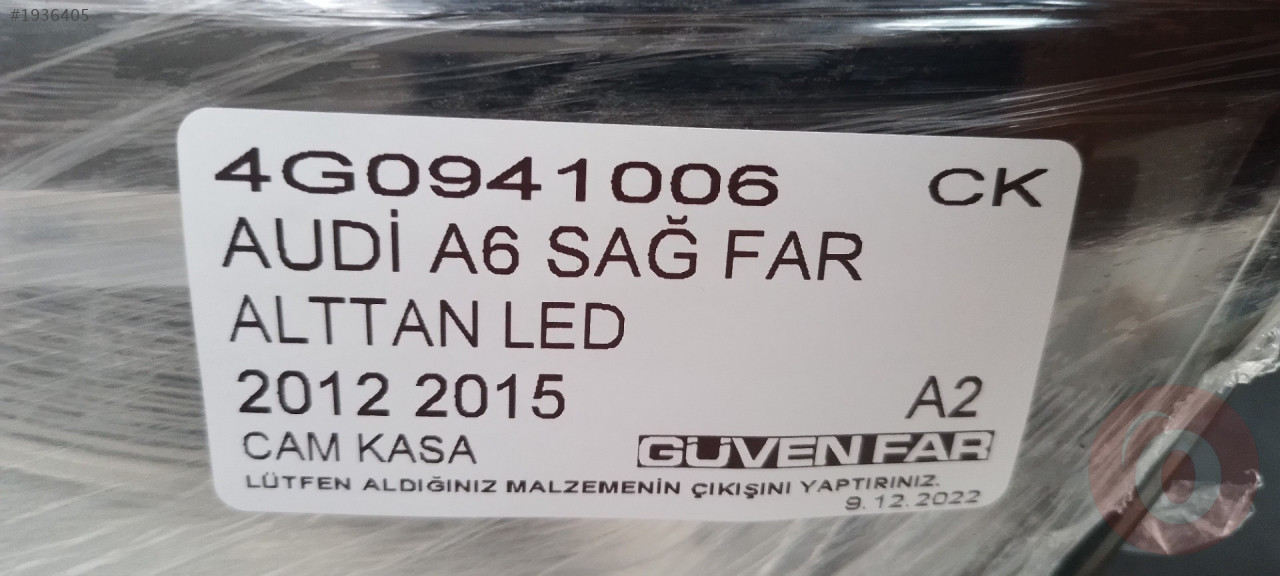 #1936405
4G0941006 CK
AUDİ A6 SAĞ FAR
ALTTAN LED
2012 2015 A2
CAM KASA GÜVEN FAR
LÜTFEN ALDIĞINIZ MALZEMENİN ÇIKIŞINI YAPTIRINIZ.
9.12.2022